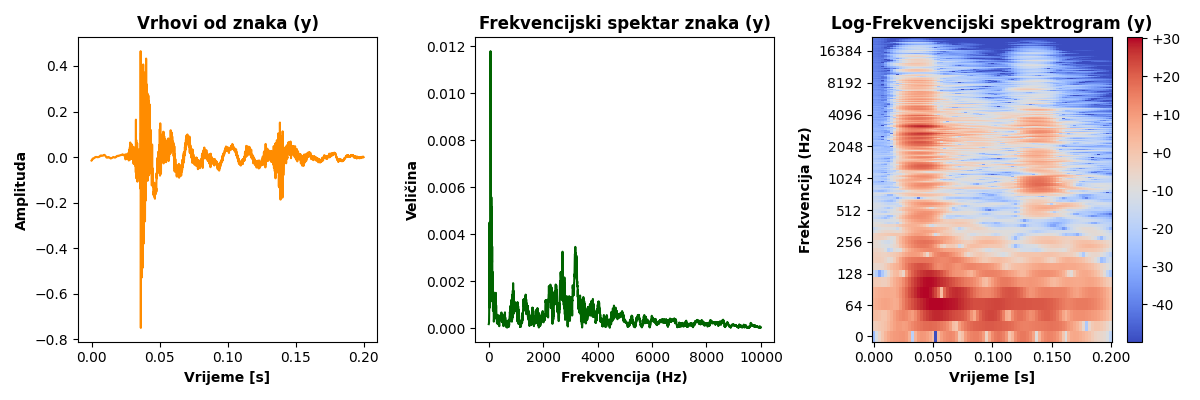 Vrhovi od znaka (y)
0.4
0.2
0.0
−0.2
−0.4
−0.6
−0.8
Amplituda
0.00 0.05 0.10 0.15 0.20
Vrijeme [s]
Frekvencijski spektar znaka (y)
0.012
0.010
0.008
0.006
0.004
0.002
0.000
Veličina
0 2000 4000 6000 8000 10000
Frekvencija (Hz)
Log-Frekvencijski spektrogram (y)
16384
8192
4096
2048
1024
512
256
128
64
0
Frekvencija (Hz)
0.000 0.050 0.100 0.150 0.200
Vrijeme [s]
+30
+20
+10
+0
-10
-20
-30
-40